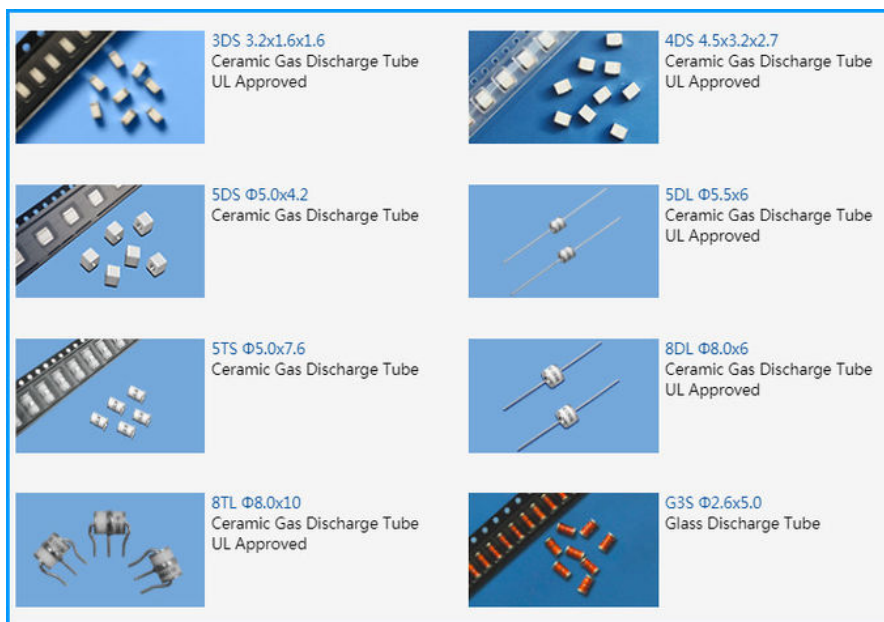 3DS 3.2x1.6x1.6
Ceramic Gas Discharge Tube
UL Approved
4DS 4.5x3.2x2.7
Ceramic Gas Discharge Tube
UL Approved
5DS Φ5.0x4.2
Ceramic Gas Discharge Tube
5DL Φ5.5x6
Ceramic Gas Discharge Tube
UL Approved
5TS Φ5.0x7.6
Ceramic Gas Discharge Tube
8DL Φ8.0x6
Ceramic Gas Discharge Tube
UL Approved
8TL Φ8.0x10
Ceramic Gas Discharge Tube
UL Approved
G3S Φ2.6x5.0
Glass Discharge Tube